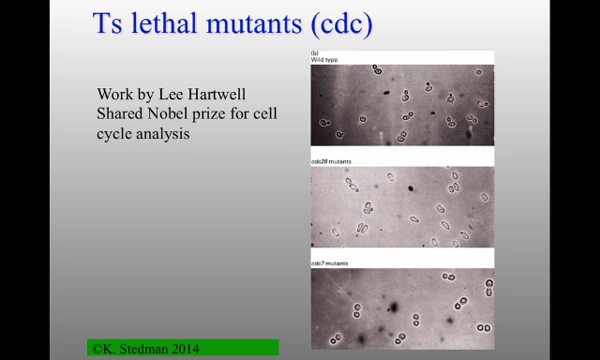 Ts lethal mutants (cdc)
Work by Lee Hartwell
Shared Nobel prize for cell
cycle analysis
(b)
Wild type
cdc28 mutants
cdc7 mutants
©K. Stedman 2014